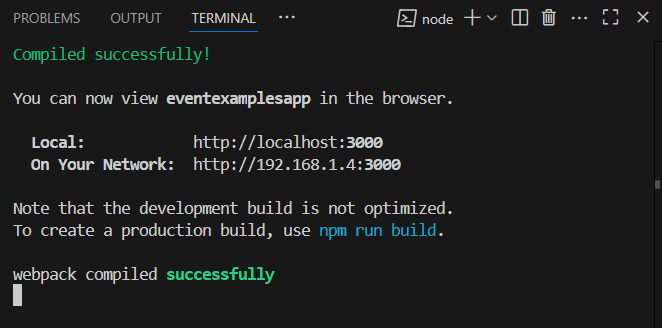 PROBLEMS OUTPUT TERMINAL ... node
Compiled successfully!
You can now view eventexamplesapp in the browser.
Local: http://localhost:3000
On Your Network: http://192.168.1.4:3000
Note that the development build is not optimized.
To create a production build, use npm run build.
webpack compiled successfully